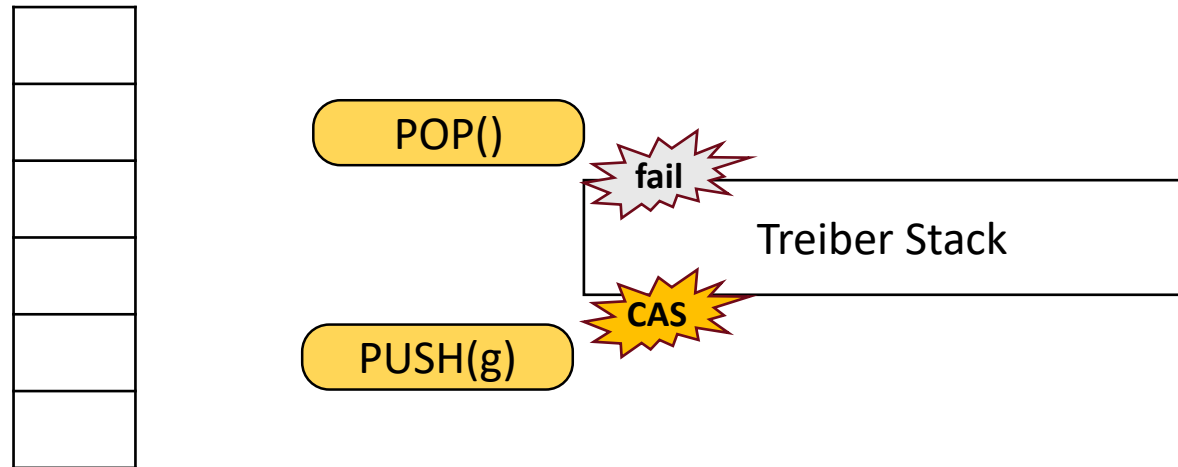 POP()
fail
Treiber Stack
CAS
PUSH(g)